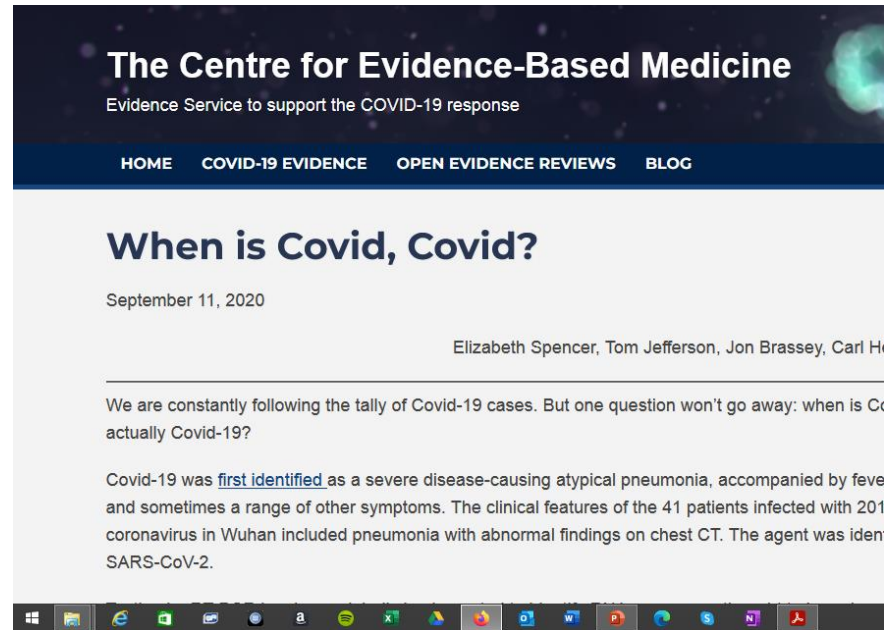 The Centre for Evidence-Based Medicine
Evidence Service to support the COVID-19 response
HOME COVID-19 EVIDENCE OPEN EVIDENCE REVIEWS BLOG
When is Covid, Covid?
September 11, 2020
Elizabeth Spencer, Tom Jefferson, Jon Brassey, Carl
We are constantly following the tally of Covid-19 cases. But one question won't go away: when is
actually Covid-19?
Covid-19 was first identified as a severe disease-causing atypical pneumonia, accompanied by
and sometimes a range of other symptoms. The clinical features of the 41 patients infected with
coronavirus in Wuhan included pneumonia with abnormal findings on chest CT. The agent was
SARS-CoV-2.